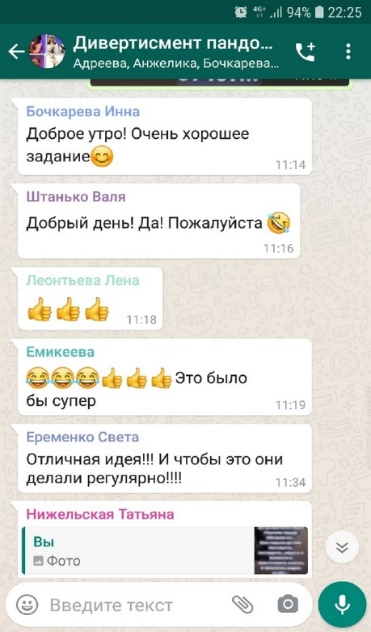 4G+ 94% 22:25
Дивертисмент пандо...
Адреева, Анжелика, Бочкарева...
Бочкарева Инна
Доброе утро! Очень хорошее
задание😊
11:14
Штанько Валя
Добрый день! Да! Пожалуйста 🤣
11:16
Леонтьева Лена
👍👍👍
11:18
Емикеева
😂😂😂👍👍👍Это было
бы супер
11:19
Еременко Света
Отличная идея!!! И чтобы это они
делали регулярно!!!!
11:34
Нижельская Татьяна
Вы
Фото
Введите текст